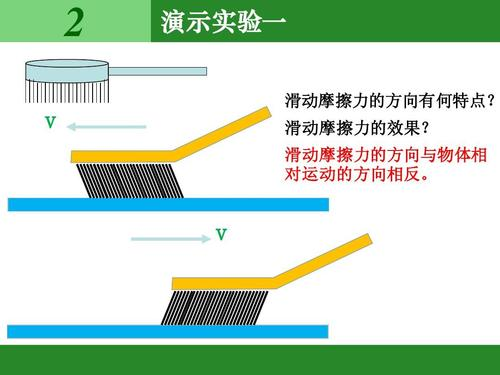 2
演示实验一
滑动摩擦力的方向有何特点?
V
滑动摩擦力的效果?
滑动摩擦力的方向与物体相
对运动的方向相反。
V